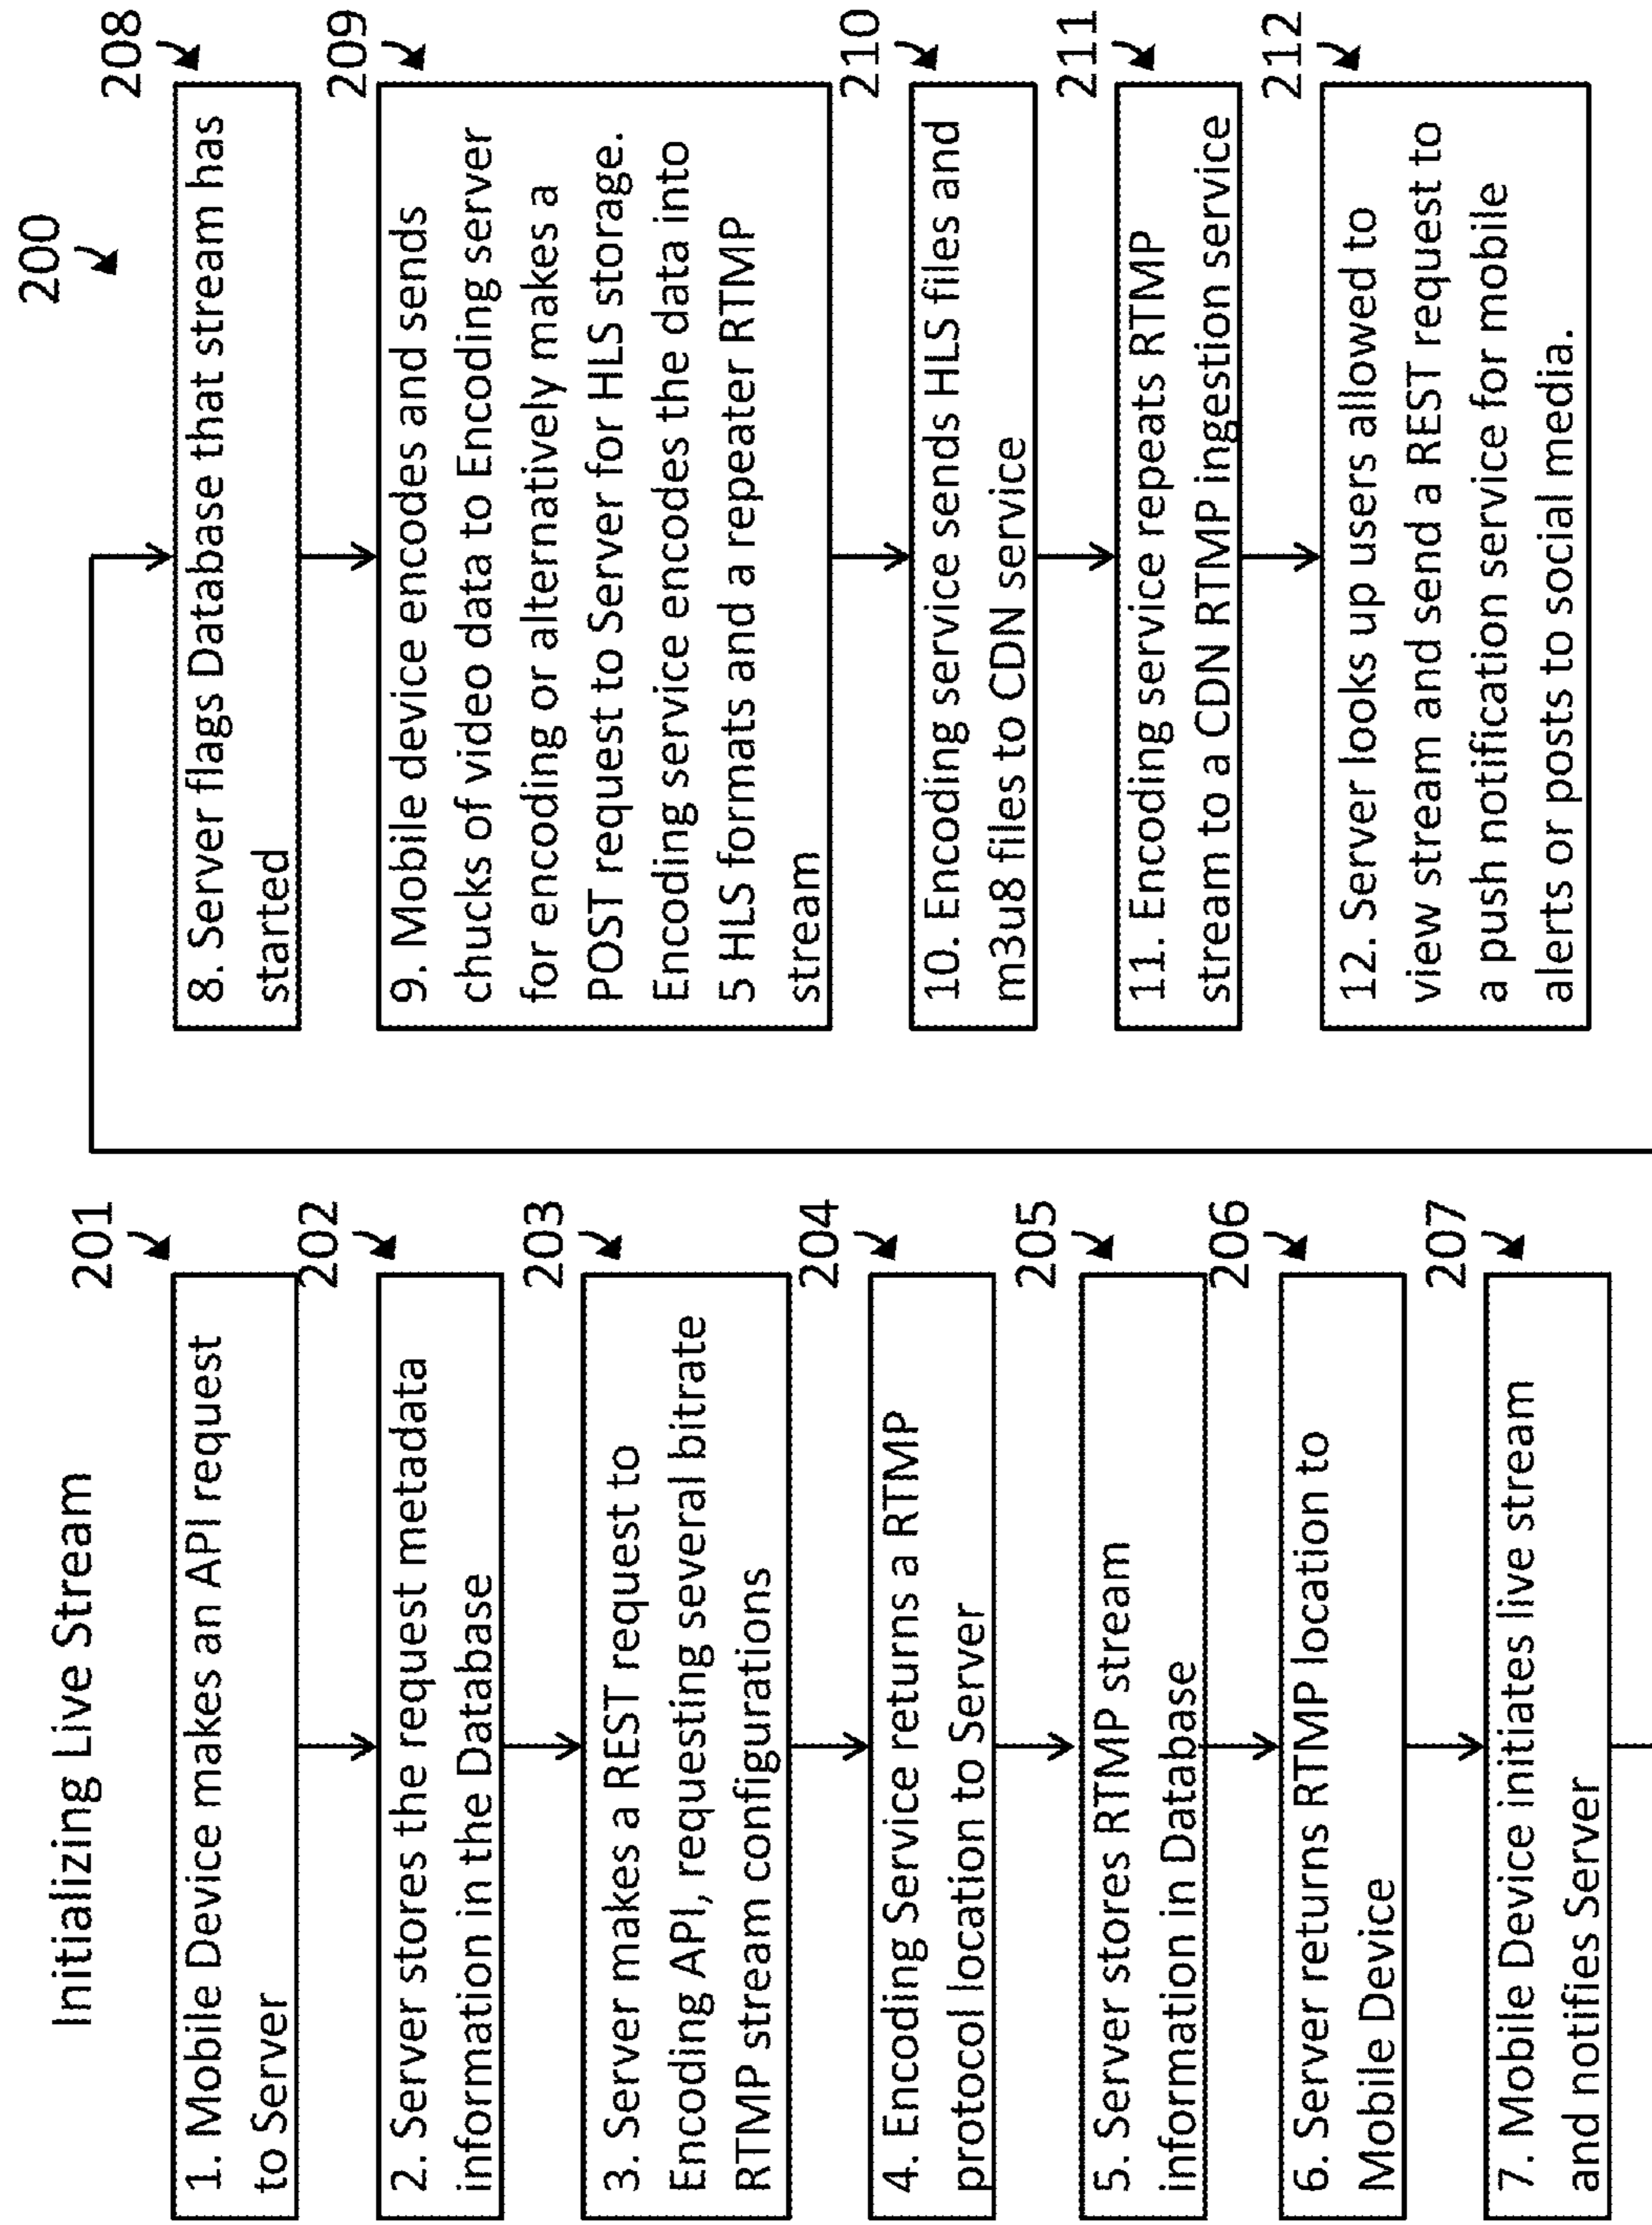 200
Initializing Live Stream
201
1. Mobile Device makes an API request
to Server
202
2. Server stores the request metadata
information in the Database
203
3. Server makes a REST request to
Encoding API, requesting several bitrate
RTMP stream configurations
204
4. Encoding Service returns a RTMP
protocol location to Server
205
5. Server stores RTMP stream
information in Database
206
6. Server returns RTMP location to
Mobile Device
207
7. Mobile Device initiates live stream
and notifies Server
208
8. Server flags Database that stream has
started
209
9. Mobile device encodes and sends
chucks of video data to Encoding server
for encoding or alternatively makes a
POST request to Server for HLS storage.
Encoding service encodes the data into
5 HLS formats and a repeater RTMP
stream
210
10. Encoding service sends HLS files and
m3u8 files to CDN service
211
11. Encoding service repeats RTMP
stream to a CDN RTMP ingestion service
212
12. Server looks up users allowed to
view stream and send a REST request to
a push notification service for mobile
alerts or posts to social media.